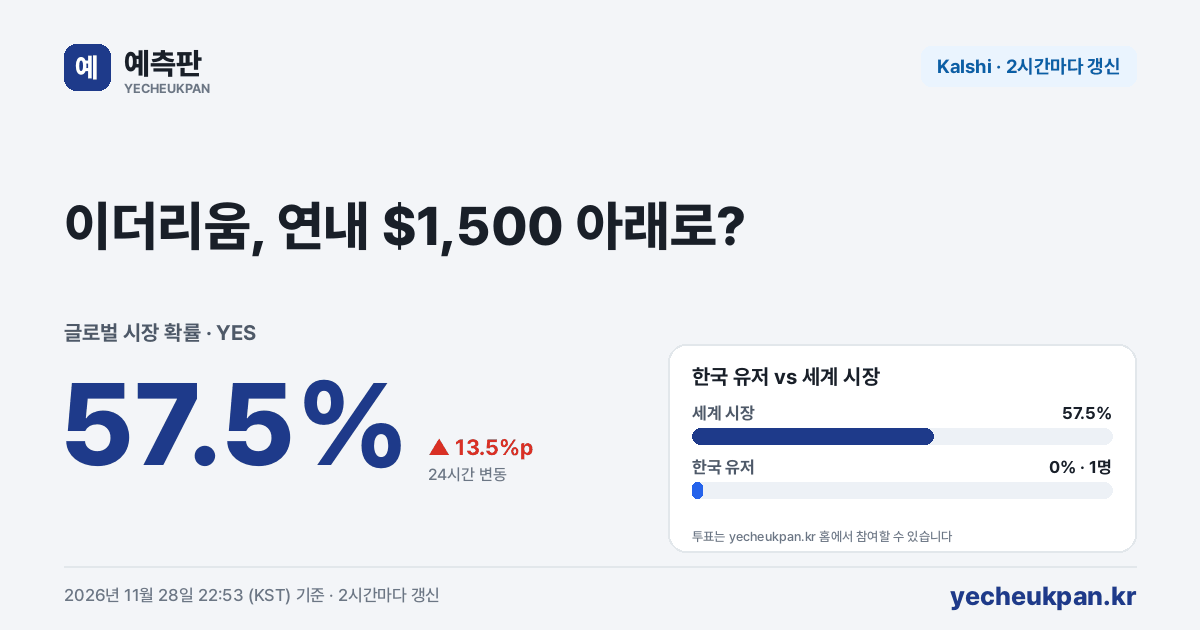 예
예측판
YECHEUKPAN
Kalshi · 2시간마다 갱신
이더리움, 연내 $1,500 아래로?
글로벌 시장 확률 · YES
57.5%
▲ 13.5%p
24시간 변동
한국 유저 vs 세계 시장
세계 시장 57.5%
한국 유저 0% · 1명
투표는 yecheukpan.kr 홈에서 참여할 수 있습니다
2026년 11월 28일 22:53 (KST) 기준 · 2시간마다 갱신
yecheukpan.kr